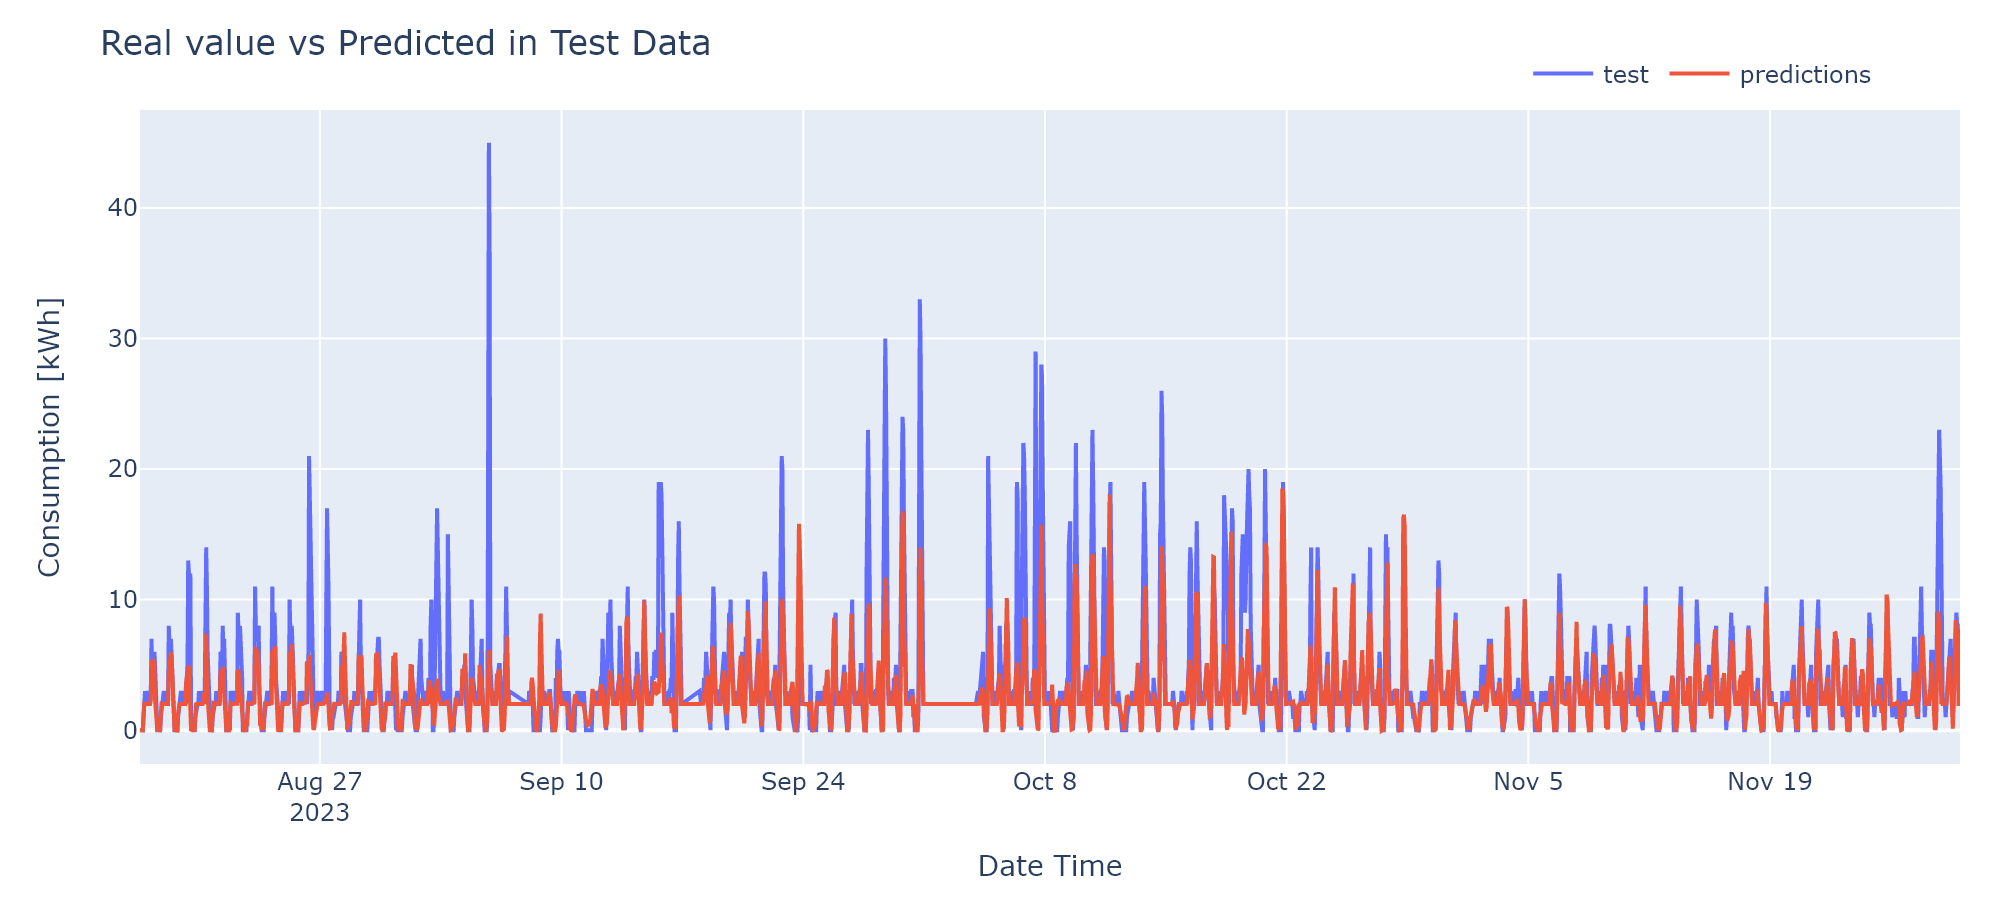 Real value vs Predicted in Test Data
test predictions
Consumption [kWh]
40
30
20
10
0
Aug 27 Sep 10 Sep 24 Oct 8 Oct 22 Nov 5 Nov 19
2023
Date Time